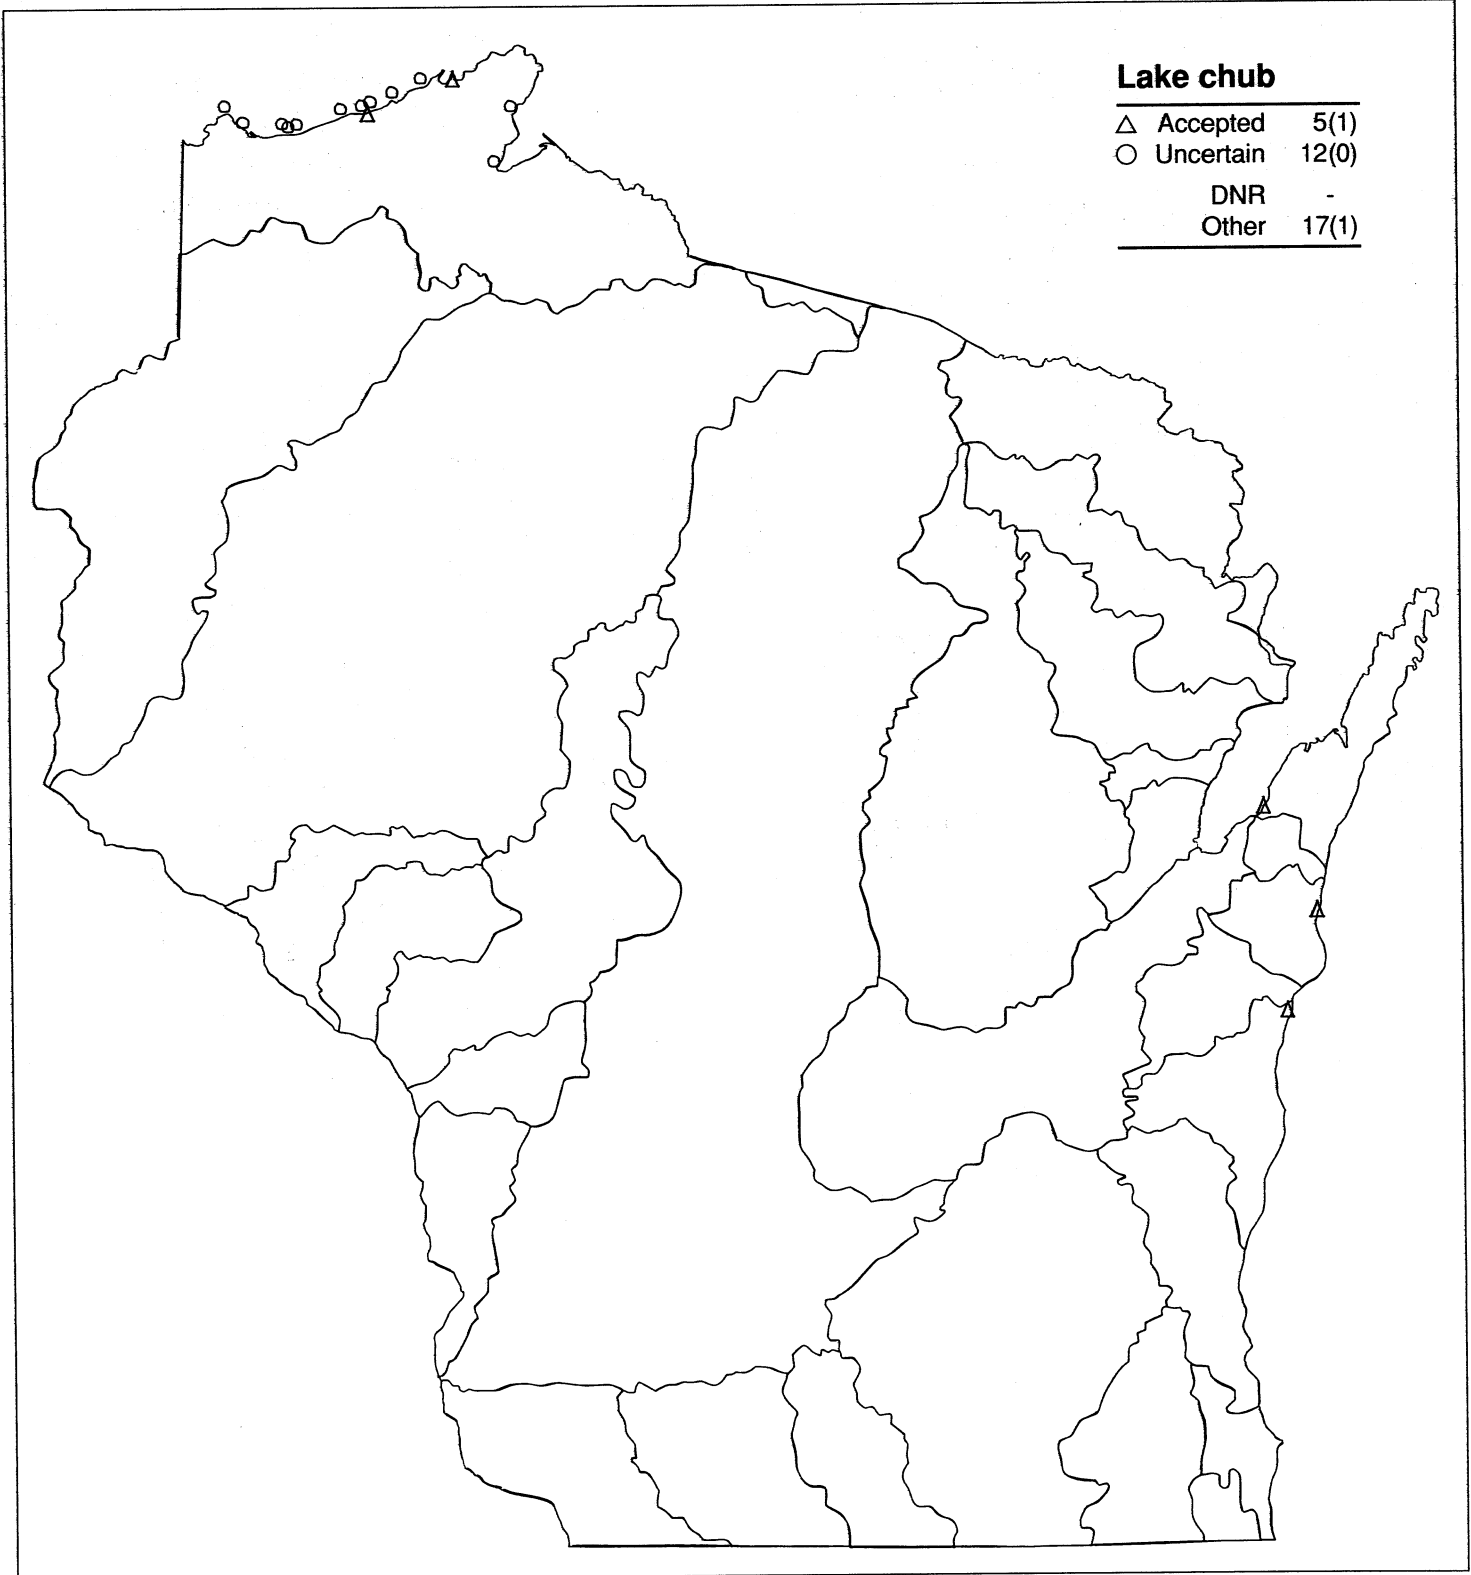 Lake chub
△ Accepted 5(1)
○ Uncertain 12(0)
DNR -
Other 17(1)